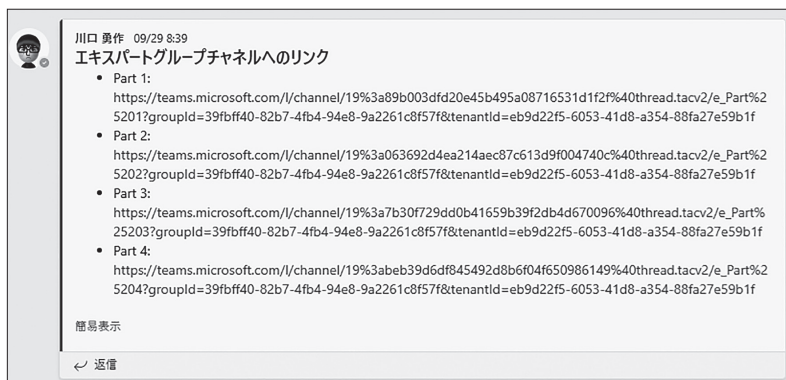 川口 勇作 09/29 8:39
エキスパートグループチャネルへのリンク
• Part 1:
https://teams.microsoft.com/l/channel/19%3a89b003dfd20e45b495a08716531d1f2f%40thread.tacv2/e_Part%2
5201?groupId=39fbff40-82b7-4fb4-94e8-9a2261c8f57f&tenantId=eb9d22f5-6053-41d8-a354-88fa27e59b1f
• Part 2:
https://teams.microsoft.com/l/channel/19%3a063692d4ea214aec87c613d9f004740c%40thread.tacv2/e_Part%2
5202?groupId=39fbff40-82b7-4fb4-94e8-9a2261c8f57f&tenantId=eb9d22f5-6053-41d8-a354-88fa27e59b1f
• Part 3:
https://teams.microsoft.com/l/channel/19%3a7b30f729dd0b41659b39f2db4d670096%40thread.tacv2/e_Part%
25203?groupId=39fbff40-82b7-4fb4-94e8-9a2261c8f57f&tenantId=eb9d22f5-6053-41d8-a354-88fa27e59b1f
• Part 4:
https://teams.microsoft.com/l/channel/19%3abeb39d6df845492d8b6f04f650986149%40thread.tacv2/e_Part%2
5204?groupId=39fbff40-82b7-4fb4-94e8-9a2261c8f57f&tenantId=eb9d22f5-6053-41d8-a354-88fa27e59b1f
簡易表示
返信